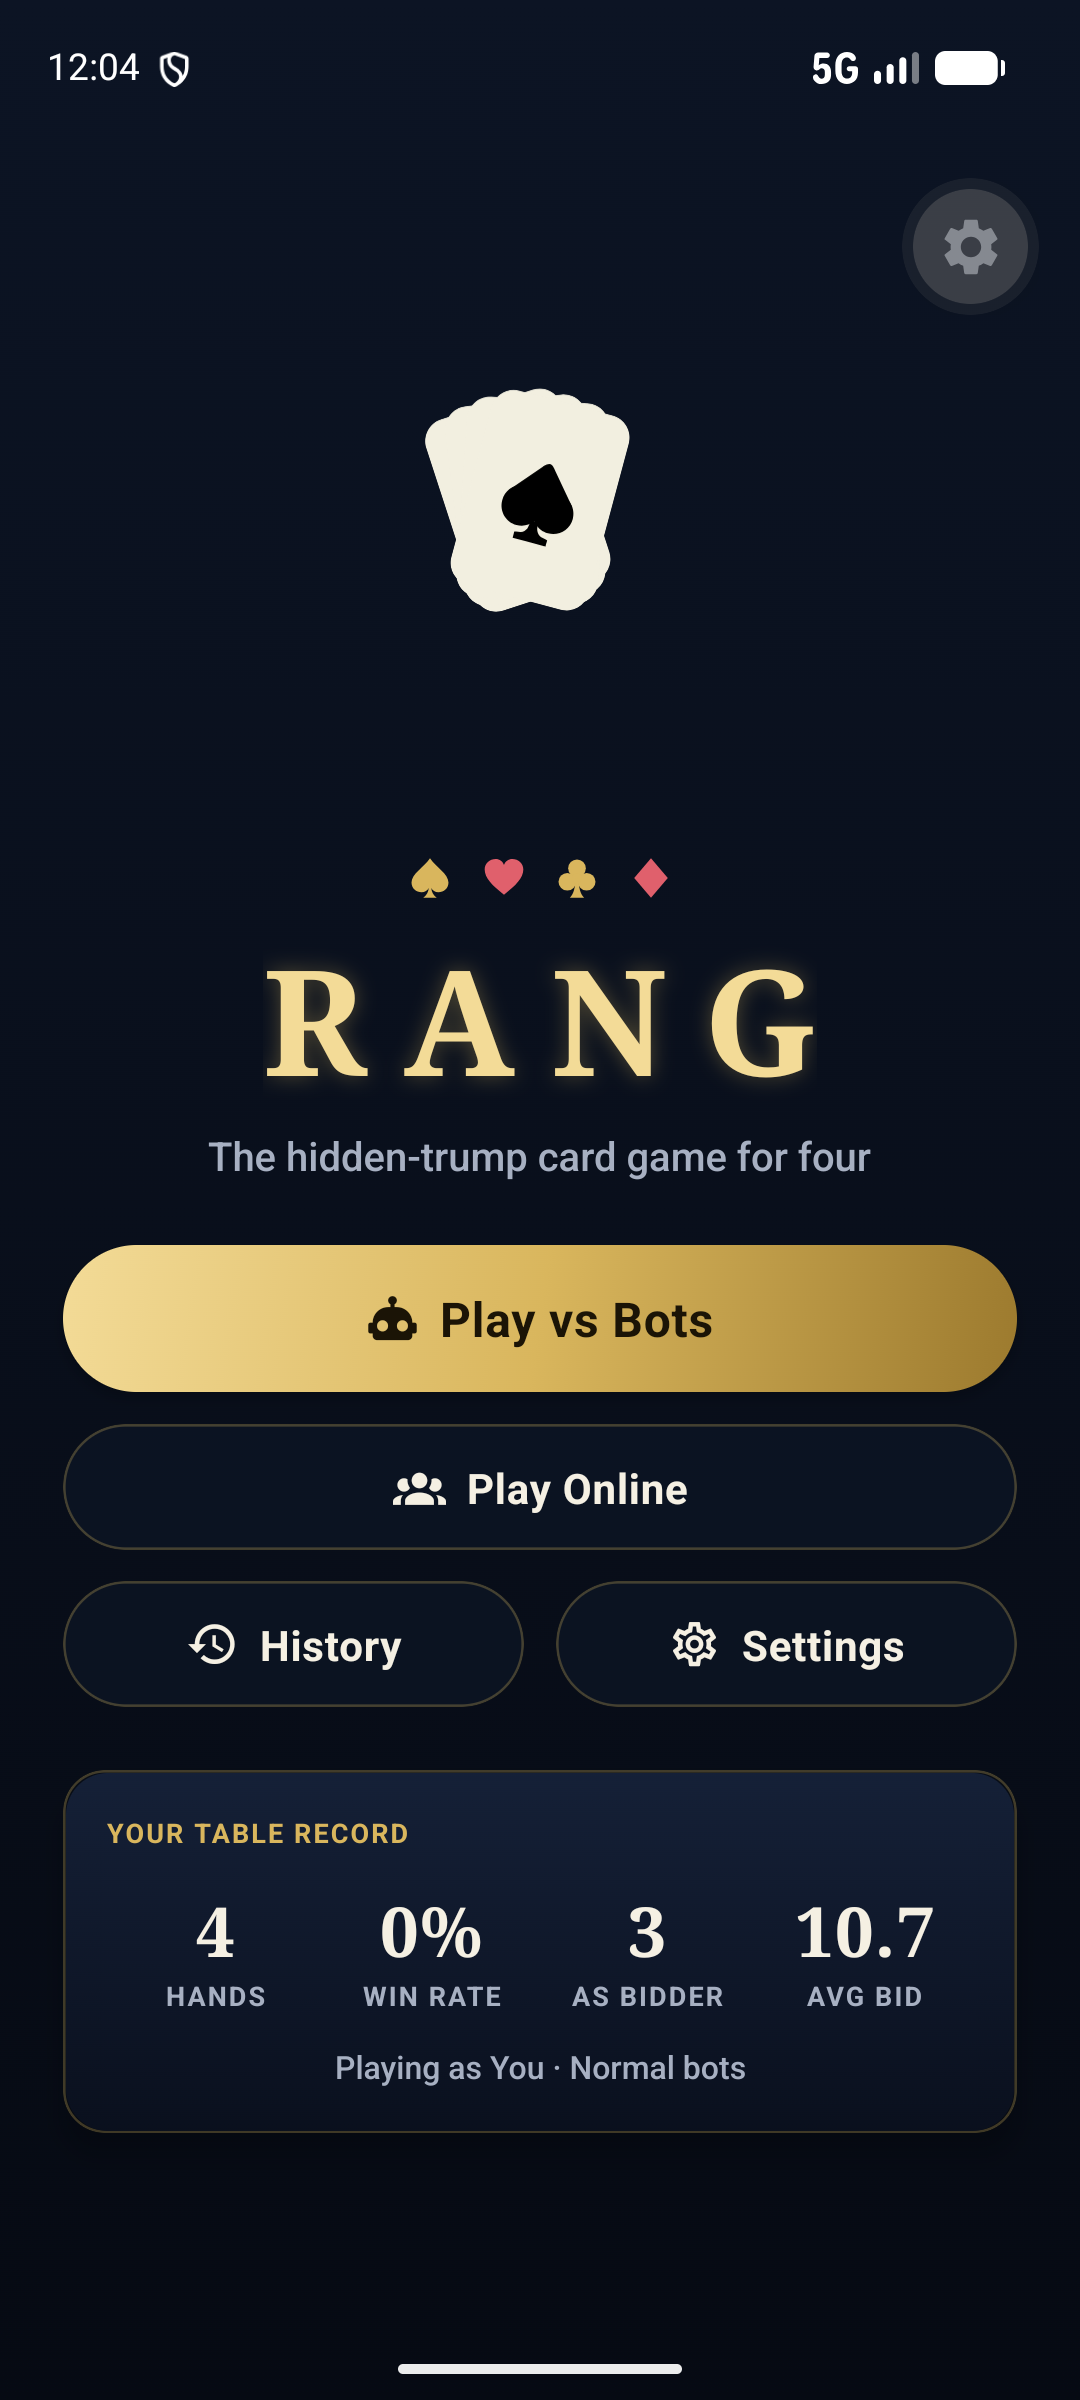 12:04 5G
♠ ♥ ♣ ♦
RANG
The hidden-trump card game for four
Play vs Bots
Play Online
History Settings
YOUR TABLE RECORD
4 0% 3 10.7
HANDS WIN RATE AS BIDDER AVG BID
Playing as You · Normal bots